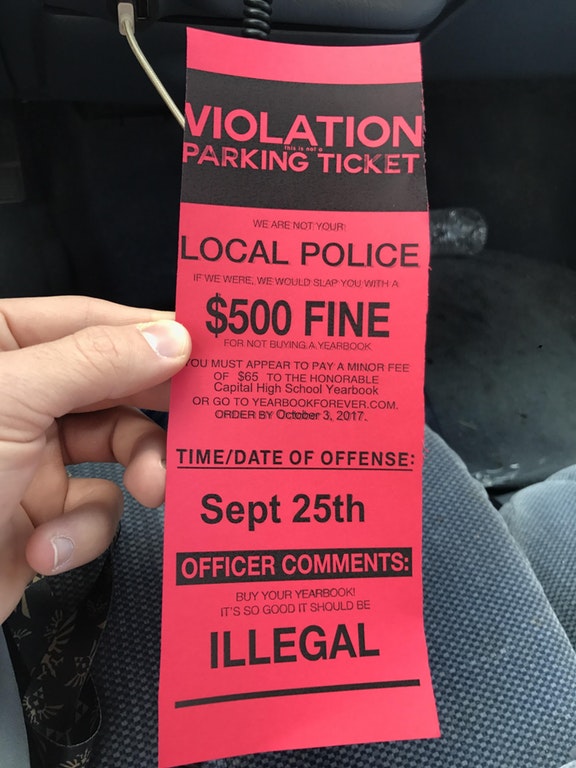 VIOLATION
this is not a
PARKING TICKET
WE ARE NOT YOUR
LOCAL POLICE
IF WE WERE, WE WOULD SLAP YOU WITH A
$500 FINE
FOR NOT BUYING A YEARBOOK
YOU MUST APPEAR TO PAY A MINOR FEE
OF $65 TO THE HONORABLE
Capital High School Yearbook
OR GO TO YEARBOOKFOREVER.COM.
ORDER BY October 3, 2017.
TIME/DATE OF OFFENSE:
Sept 25th
OFFICER COMMENTS:
BUY YOUR YEARBOOK!
IT'S SO GOOD IT SHOULD BE
ILLEGAL